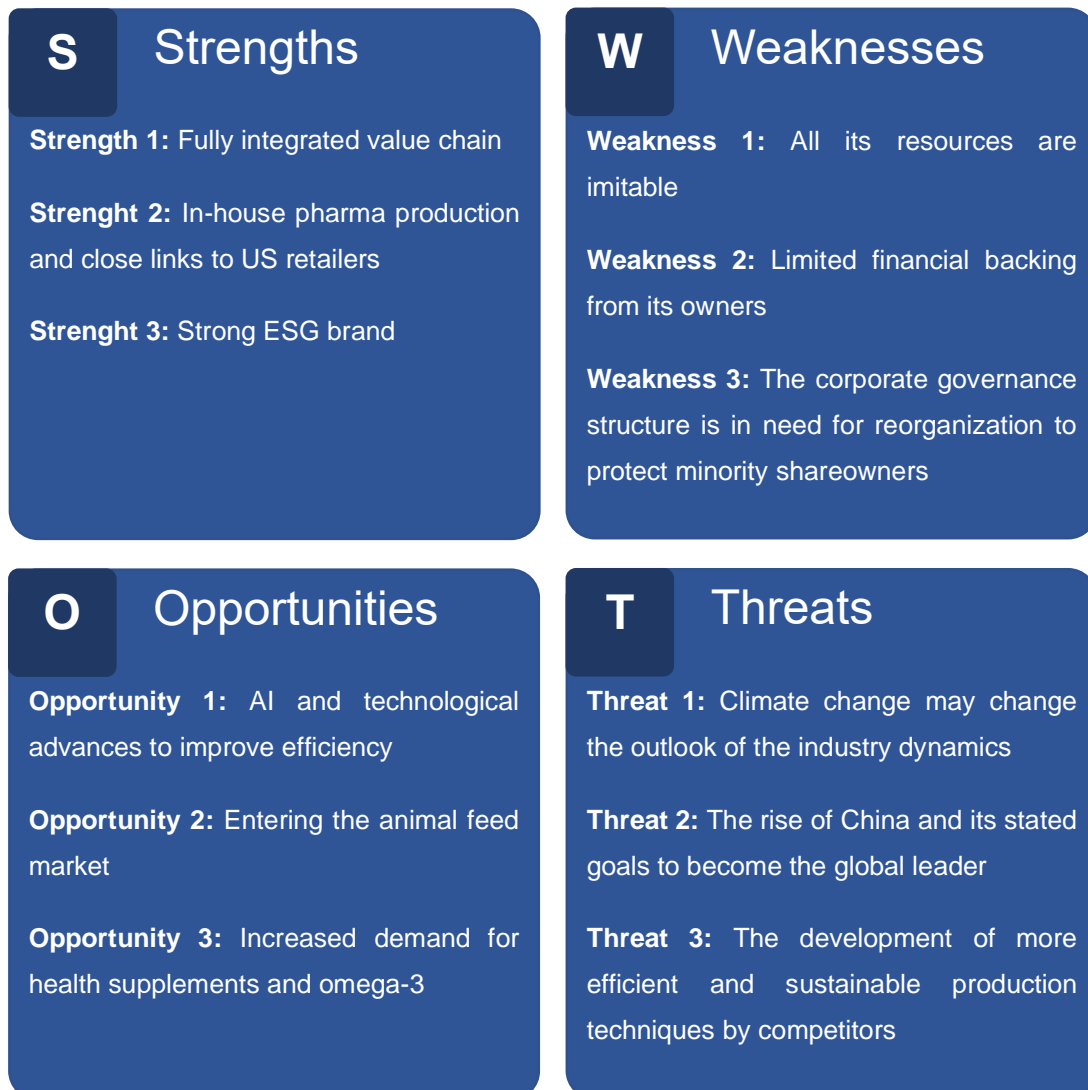 S Strengths
Strength 1: Fully integrated value chain
Strenght 2: In-house pharma production
and close links to US retailers
Strenght 3: Strong ESG brand
W Weaknesses
Weakness 1: All its resources are
imitable
Weakness 2: Limited financial backing
from its owners
Weakness 3: The corporate governance
structure is in need for reorganization to
protect minority shareowners
O Opportunities
Opportunity 1: AI and technological
advances to improve efficiency
Opportunity 2: Entering the animal feed
market
Opportunity 3: Increased demand for
health supplements and omega-3
T Threats
Threat 1: Climate change may change
the outlook of the industry dynamics
Threat 2: The rise of China and its stated
goals to become the global leader
Threat 3: The development of more
efficient and sustainable production
techniques by competitors